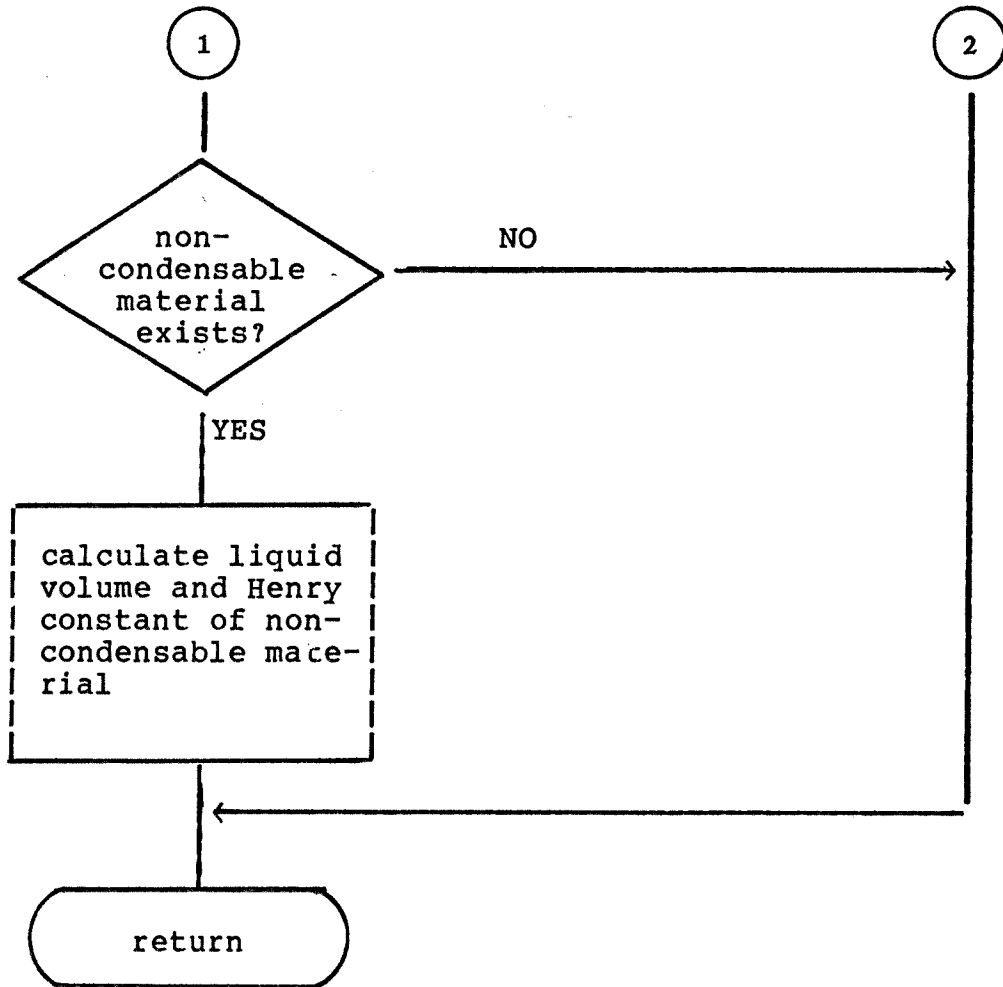 1
2
non-
condensable
material
exists?
NO
YES
calculate liquid
volume and Henry
constant of non-
condensable mace-
rial
return